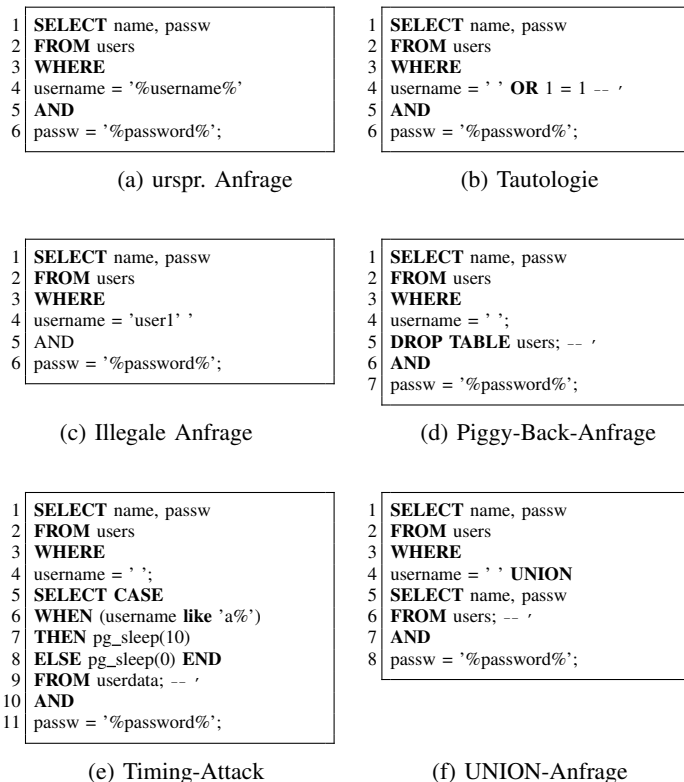 1 SELECT name, passw
2 FROM users
3 WHERE
4 username = '%username%'
5 AND
6 passw = '%password%';
(a) urspr. Anfrage
1 SELECT name, passw
2 FROM users
3 WHERE
4 username = ' ' OR 1 = 1 -- '
5 AND
6 passw = '%password%';
(b) Tautologie
1 SELECT name, passw
2 FROM users
3 WHERE
4 username = 'user1' '
5 AND
6 passw = '%password%';
(c) Illegale Anfrage
1 SELECT name, passw
2 FROM users
3 WHERE
4 username = ' ';
5 DROP TABLE users; -- '
6 AND
7 passw = '%password%';
(d) Piggy-Back-Anfrage
1 SELECT name, passw
2 FROM users
3 WHERE
4 username = ' ';
5 SELECT CASE
6 WHEN (username like 'a%')
7 THEN pg_sleep(10)
8 ELSE pg_sleep(0) END
9 FROM userdata; -- '
10 AND
11 passw = '%password%';
(e) Timing-Attack
1 SELECT name, passw
2 FROM users
3 WHERE
4 username = ' ' UNION
5 SELECT name, passw
6 FROM users; -- '
7 AND
8 passw = '%password%';
(f) UNION-Anfrage